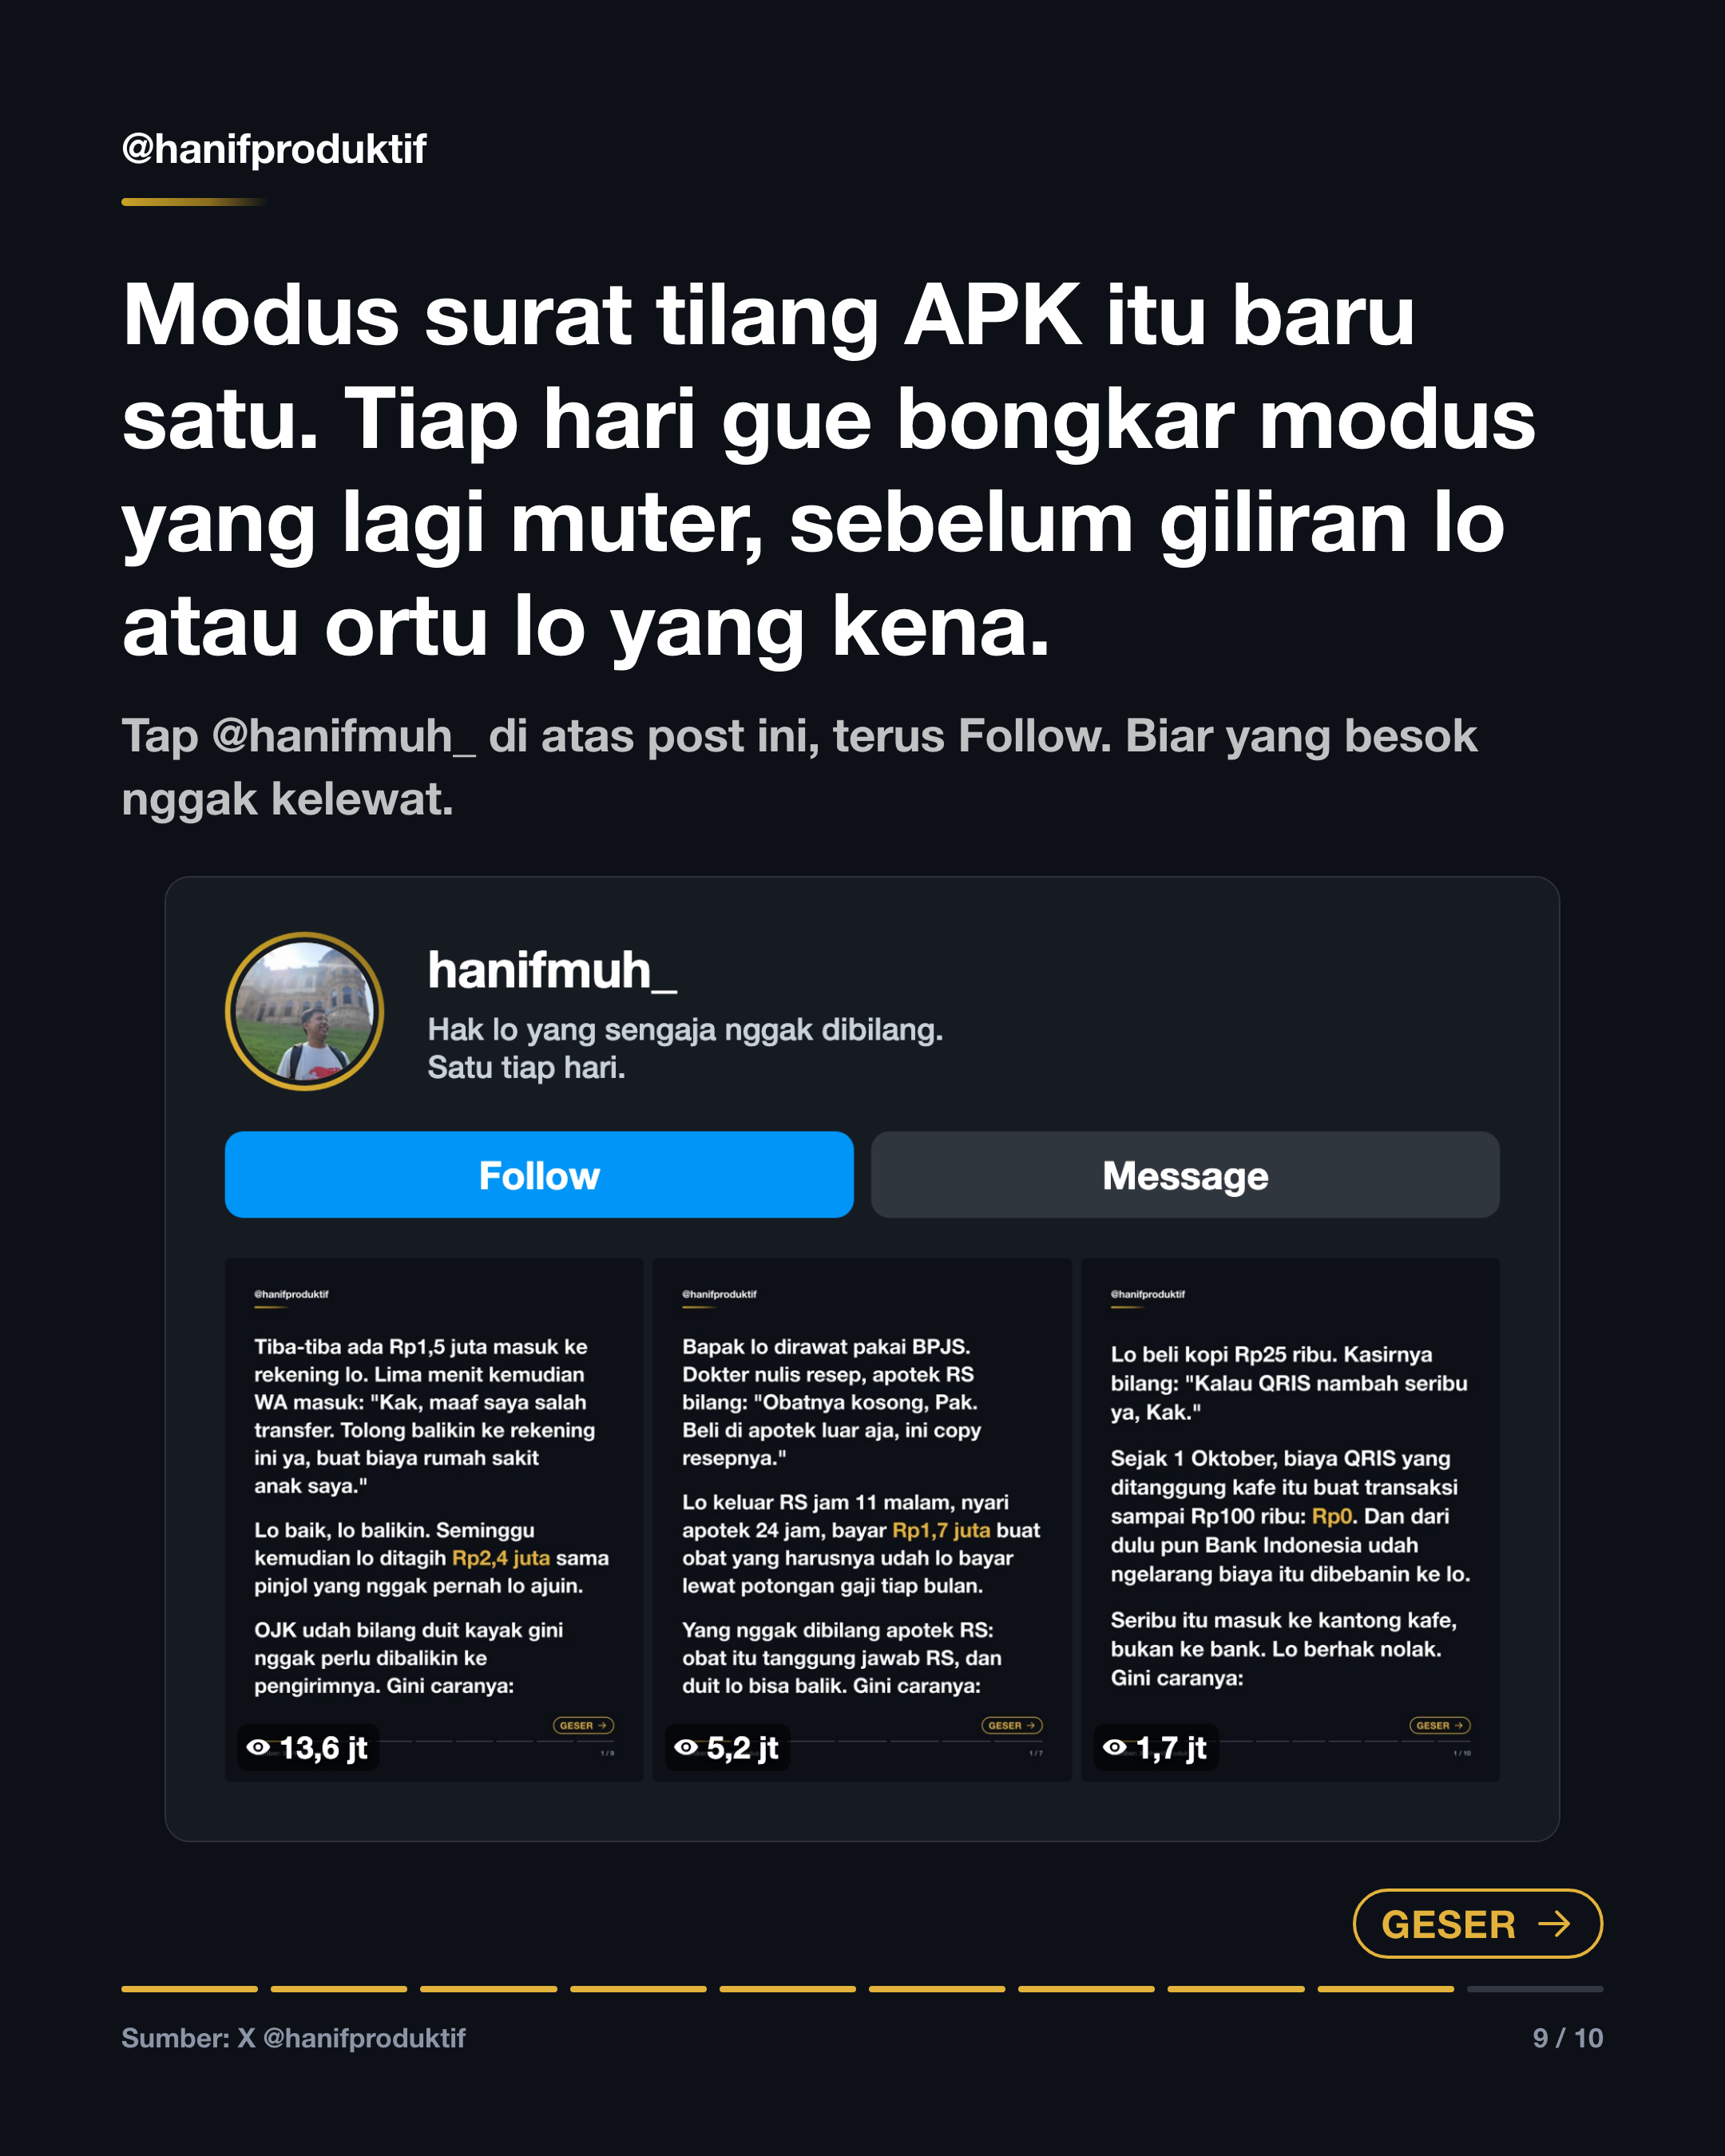 @hanifproduktif
Modus surat tilang APK itu baru
satu. Tiap hari gue bongkar modus
yang lagi muter, sebelum giliran lo
atau ortu lo yang kena.
Tap @hanifmuh_ di atas post ini, terus Follow. Biar yang besok
nggak kelewat.
hanifmuh_
Hak lo yang sengaja nggak dibilang.
Satu tiap hari.
Follow
Message
@hanifproduktif
Tiba-tiba ada Rp1,5 juta masuk ke
rekening lo. Lima menit kemudian
WA masuk: "Kak, maaf saya salah
transfer. Tolong balikin ke rekening
ini ya, buat biaya rumah sakit
anak saya."
Lo baik, lo balikin. Seminggu
kemudian lo ditagih Rp2,4 juta sama
pinjol yang nggak pernah lo ajuin.
OJK udah bilang duit kayak gini
nggak perlu dibalikin ke
pengirimnya. Gini caranya:
GESER →
13,6 jt
1 / 8
@hanifproduktif
Bapak lo dirawat pakai BPJS.
Dokter nulis resep, apotek RS
bilang: "Obatnya kosong, Pak.
Beli di apotek luar aja, ini copy
resepnya."
Lo keluar RS jam 11 malam, nyari
apotek 24 jam, bayar Rp1,7 juta buat
obat yang harusnya udah lo bayar
lewat potongan gaji tiap bulan.
Yang nggak dibilang apotek RS:
obat itu tanggung jawab RS, dan
duit lo bisa balik. Gini caranya:
GESER →
5,2 jt
1 / 7
@hanifproduktif
Lo beli kopi Rp25 ribu. Kasirnya
bilang: "Kalau QRIS nambah seribu
ya, Kak."
Sejak 1 Oktober, biaya QRIS yang
ditanggung kafe itu buat transaksi
sampai Rp100 ribu: Rp0. Dan dari
dulu pun Bank Indonesia udah
ngelarang biaya itu dibebanin ke lo.
Seribu itu masuk ke kantong kafe,
bukan ke bank. Lo berhak nolak.
Gini caranya:
GESER →
1,7 jt
1 / 10
GESER →
Sumber: X @hanifproduktif
9 / 10